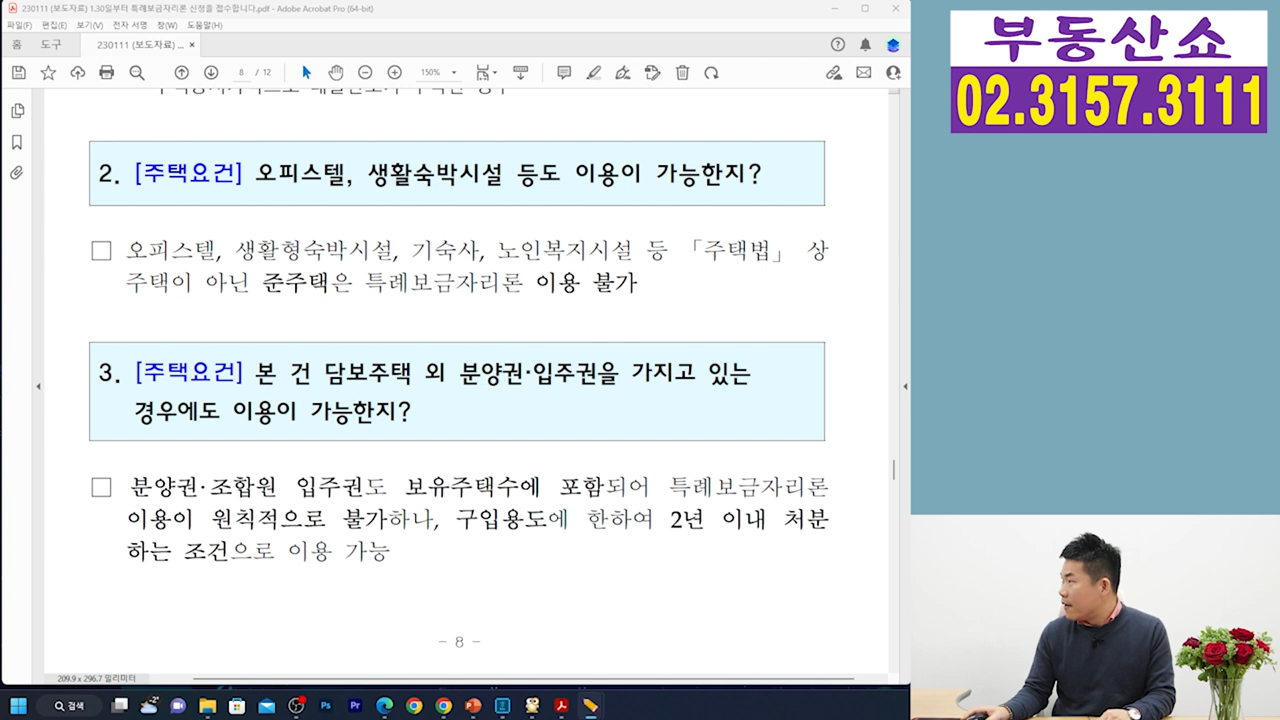 230111 (보도자료) 1.30일부터 특례보금자리론 신청을 접수합니다.pdf - Adobe Acrobat Pro (64-bit)
파일(F) 편집(E) 보기(V) 전자 서명 창(W) 도움말(H)
홈 도구 230111 (보도자료) ... ×
8 / 12 150%
2. [주택요건] 오피스텔, 생활숙박시설 등도 이용이 가능한지?
오피스텔, 생활형숙박시설, 기숙사, 노인복지시설 등 「주택법」 상
주택이 아닌 준주택은 특례보금자리론 이용 불가
3. [주택요건] 본 건 담보주택 외 분양권·입주권을 가지고 있는
경우에도 이용이 가능한지?
분양권·조합원 입주권도 보유주택수에 포함되어 특례보금자리론
이용이 원칙적으로 불가하나, 구입용도에 한하여 2년 이내 처분
하는 조건으로 이용 가능
- 8 -
209.9 x 296.7 밀리미터
검색
Ps Pr
부동산쇼
02.3157.3111